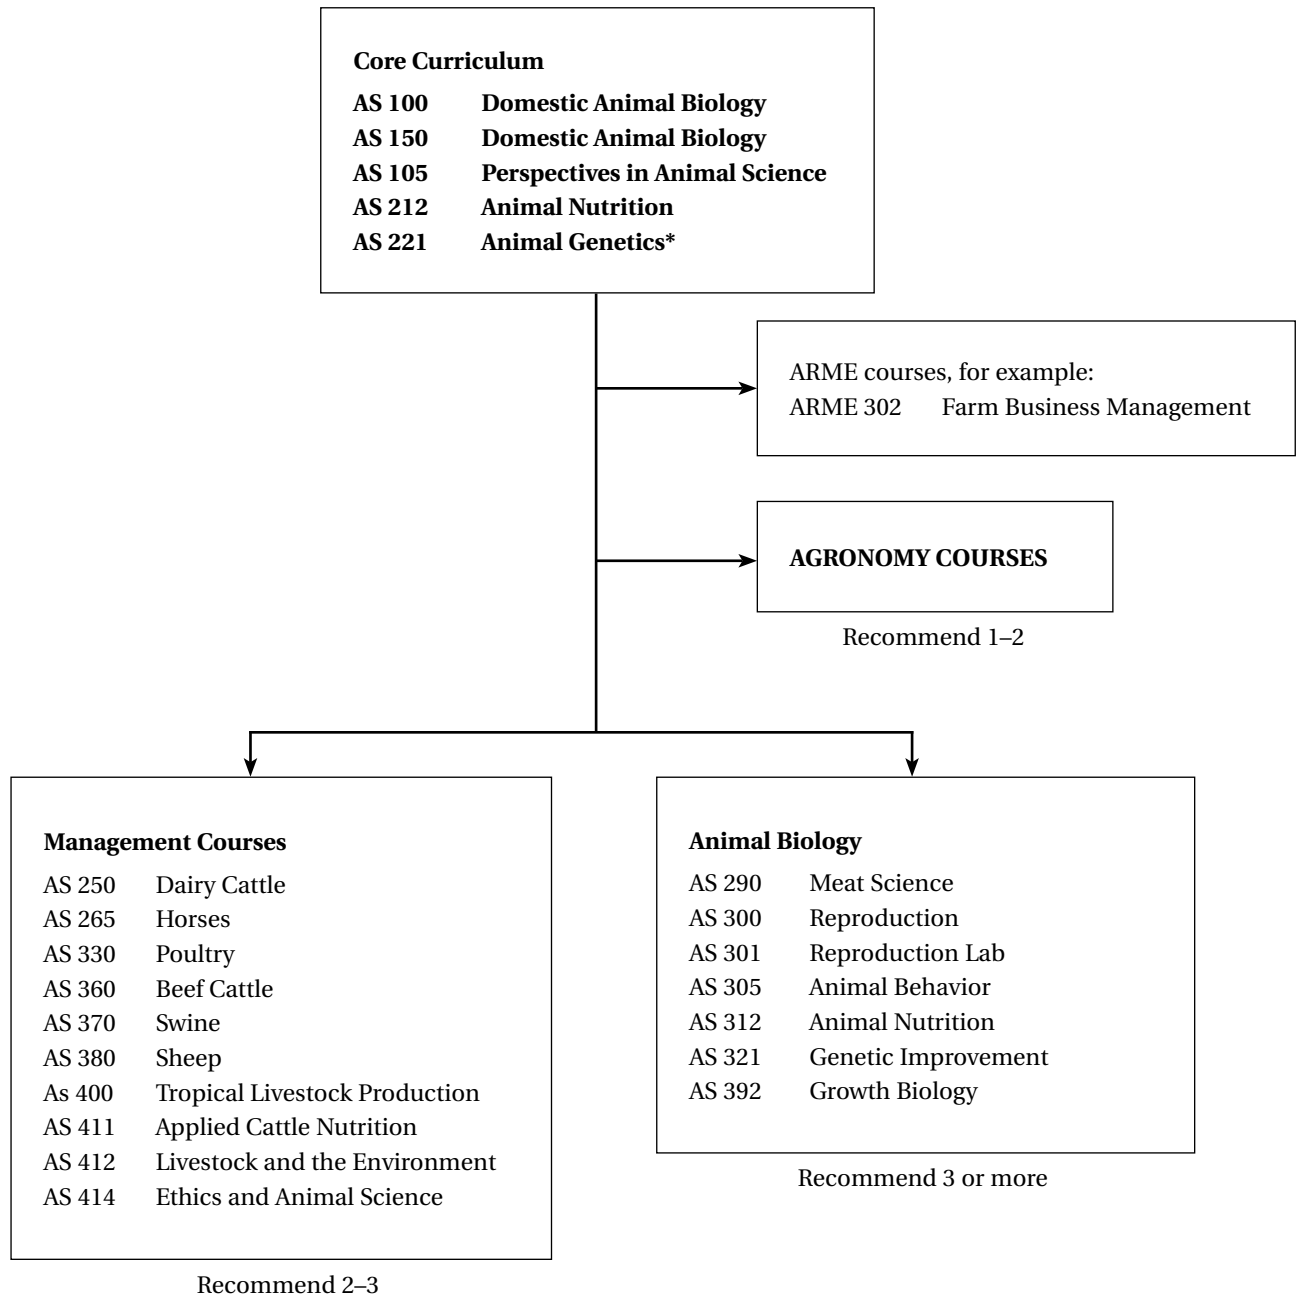 Core Curriculum
AS 100 Domestic Animal Biology
AS 150 Domestic Animal Biology
AS 105 Perspectives in Animal Science
AS 212 Animal Nutrition
AS 221 Animal Genetics*
ARME courses, for example:
ARME 302 Farm Business Management
AGRONOMY COURSES
Recommend 1–2
Management Courses
AS 250 Dairy Cattle
AS 265 Horses
AS 330 Poultry
AS 360 Beef Cattle
AS 370 Swine
AS 380 Sheep
As 400 Tropical Livestock Production
AS 411 Applied Cattle Nutrition
AS 412 Livestock and the Environment
AS 414 Ethics and Animal Science
Recommend 2–3
Animal Biology
AS 290 Meat Science
AS 300 Reproduction
AS 301 Reproduction Lab
AS 305 Animal Behavior
AS 312 Animal Nutrition
AS 321 Genetic Improvement
AS 392 Growth Biology
Recommend 3 or more